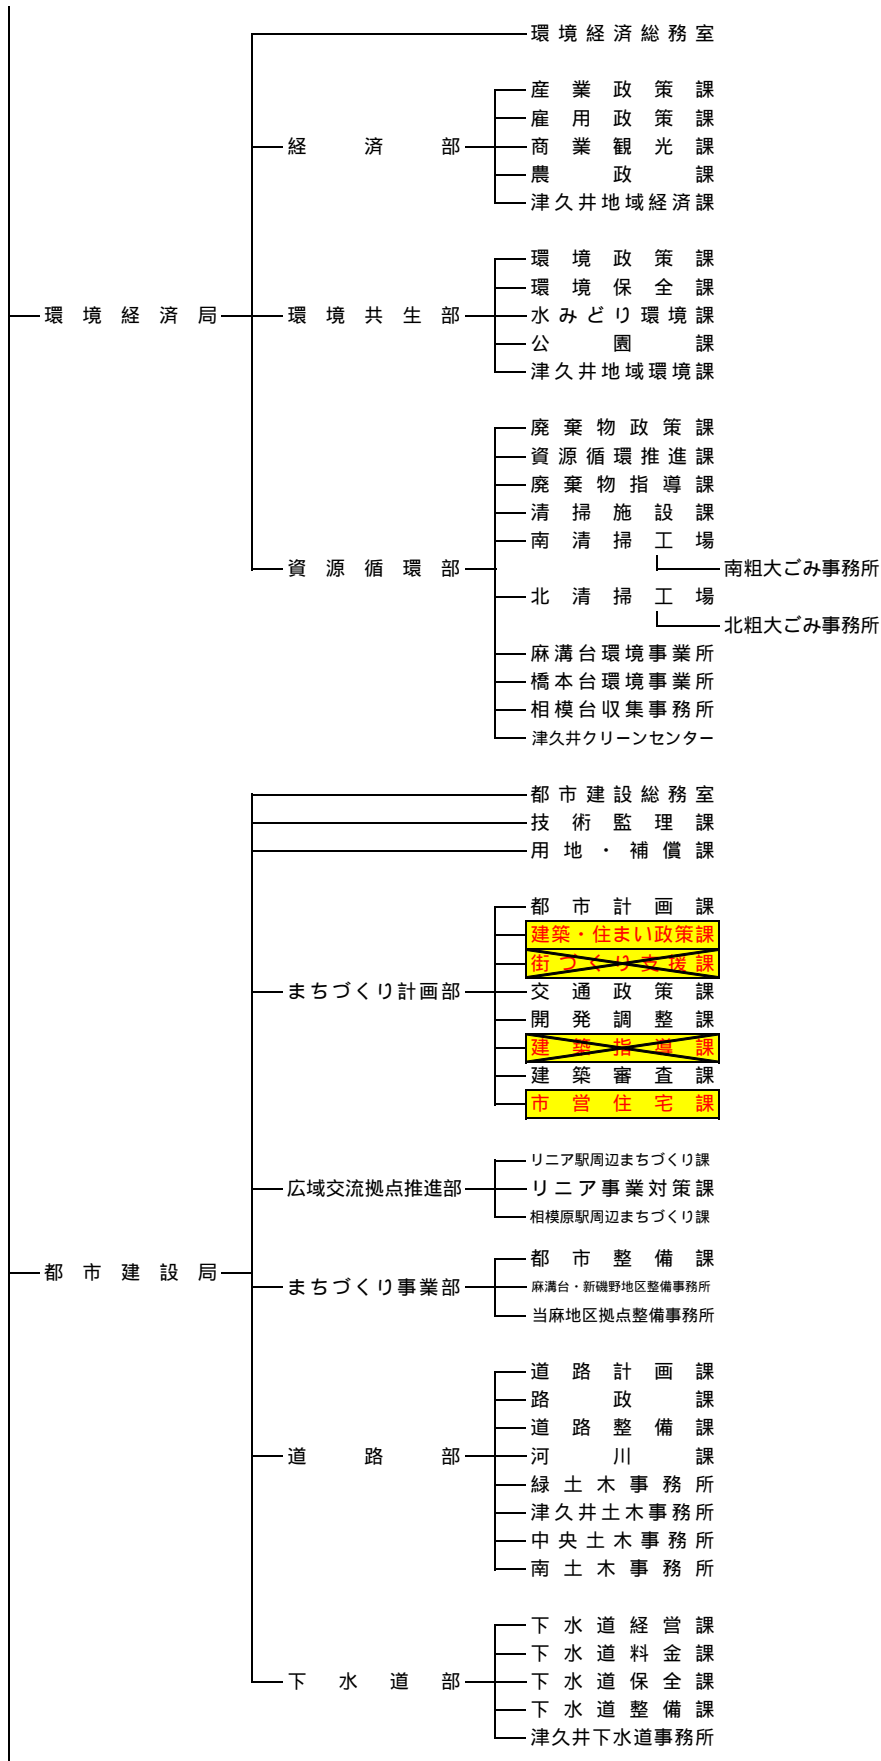 環境経済総務室
産業政策課
雇用政策課
経済部
商業観光課
農政課
津久井地域経済課
環境政策課
環境保全課
環境経済局
環境共生部
水みどり環境課
公園課
津久井地域環境課
廃棄物政策課
資源循環推進課
廃棄物指導課
清掃施設課
南清掃工場
資源循環部
南粗大ごみ事務所
北清掃工場
北粗大ごみ事務所
麻溝台環境事業所
橋本台環境事業所
相模台収集事務所
津久井クリーンセンター
都市建設総務室
技術監理課
用地・補償課
都市計画課
建築・住まい政策課
街づくり支援課
まちづくり計画部
交通政策課
開発調整課
建築指導課
建築審査課
市営住宅課
リニア駅周辺まちづくり課
広域交流拠点推進部
リニア事業対策課
相模原駅周辺まちづくり課
都市整備課
都市建設局
まちづくり事業部
麻溝台・新磯野地区整備事務所
当麻地区拠点整備事務所
道路計画課
路政課
道路整備課
道路部
河川課
緑土木事務所
津久井土木事務所
中央土木事務所
南土木事務所
下水道経営課
下水道料金課
下水道部
下水道保全課
下水道整備課
津久井下水道事務所